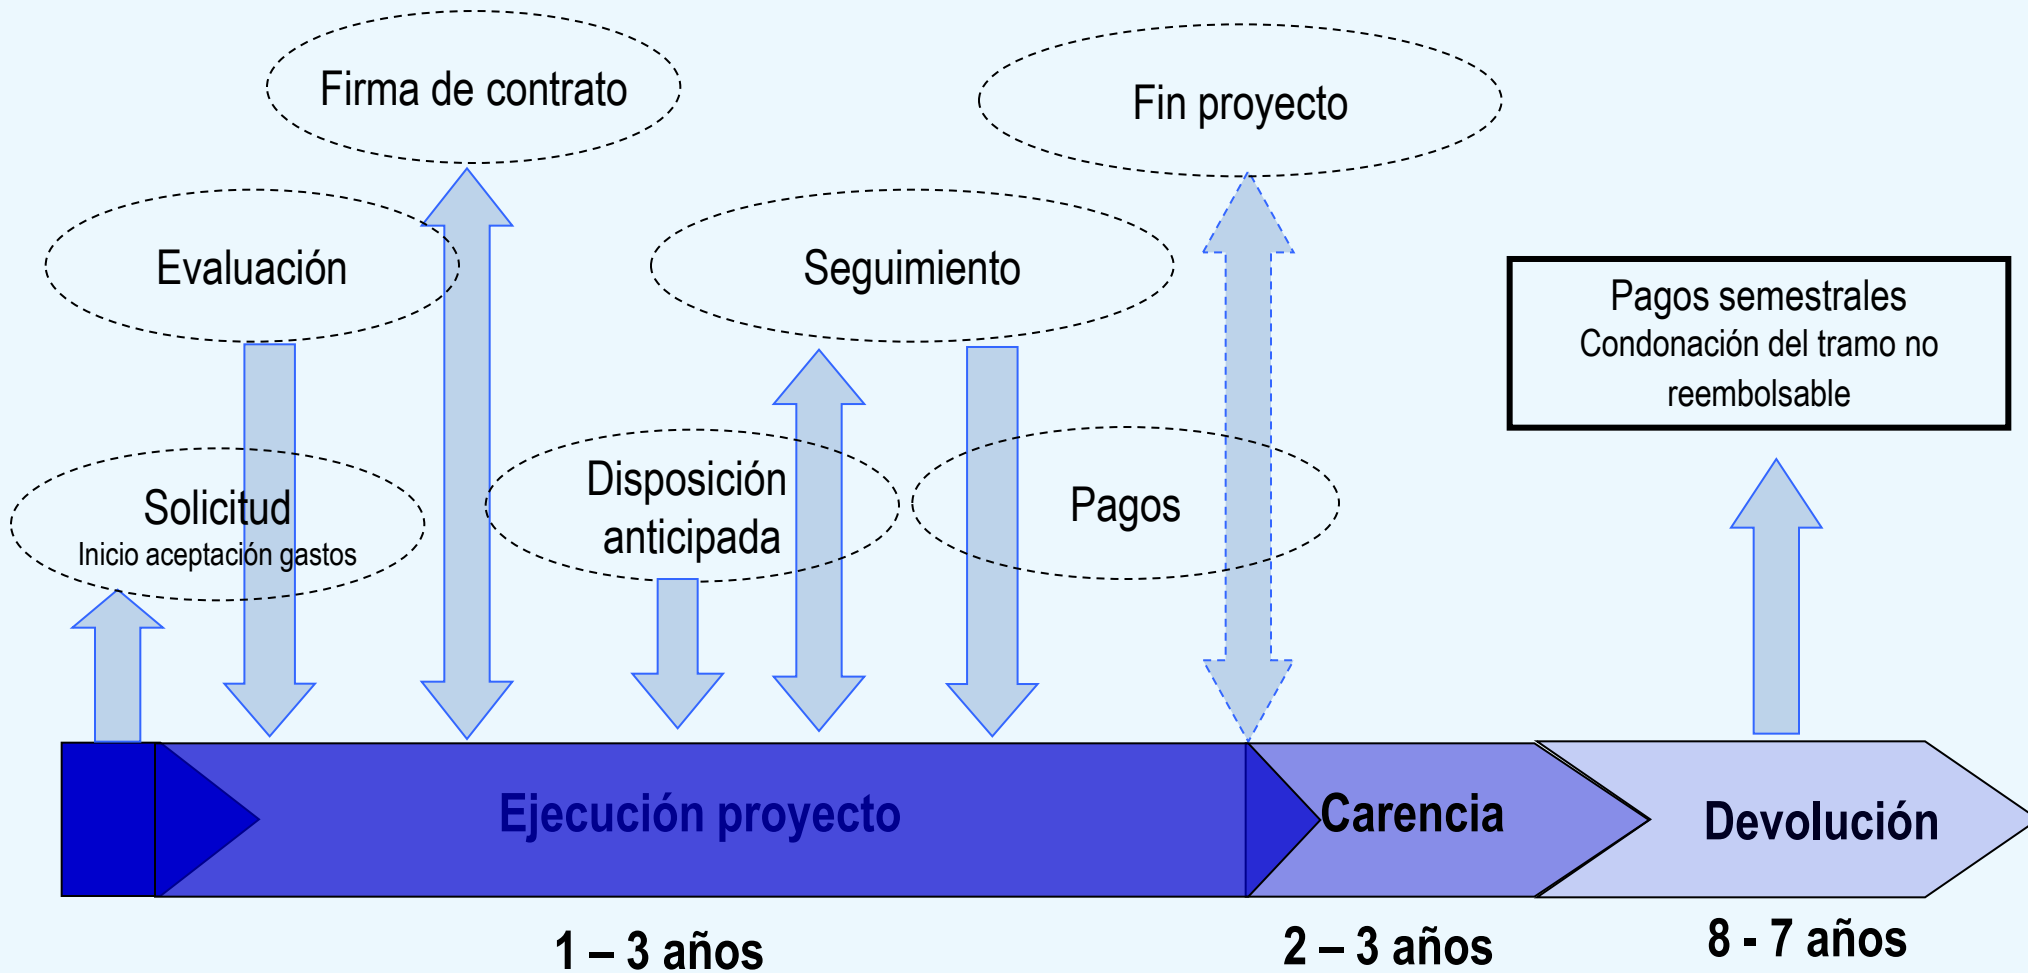 Firma de contrato
Fin proyecto
Evaluación
Seguimiento
Pagos semestrales
Condonación del tramo no
reembolsable
Solicitud
Inicio aceptación gastos
Disposición
anticipada
Pagos
Ejecución proyecto
Carencia
Devolución
1 – 3 años
2 – 3 años
8 - 7 años